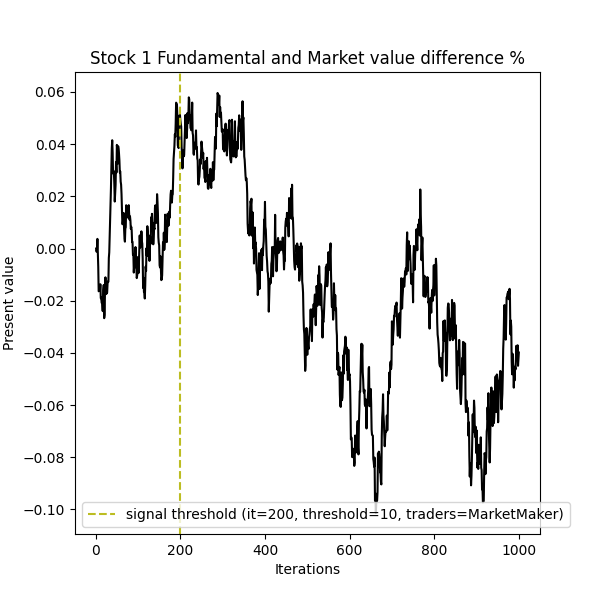 Stock 1 Fundamental and Market value difference %
0.06
0.04
0.02
0.00
−0.02
−0.04
−0.06
−0.08
−0.10
Present value
signal threshold (it=200, threshold=10, traders=MarketMaker)
0 200 400 600 800 1000
Iterations